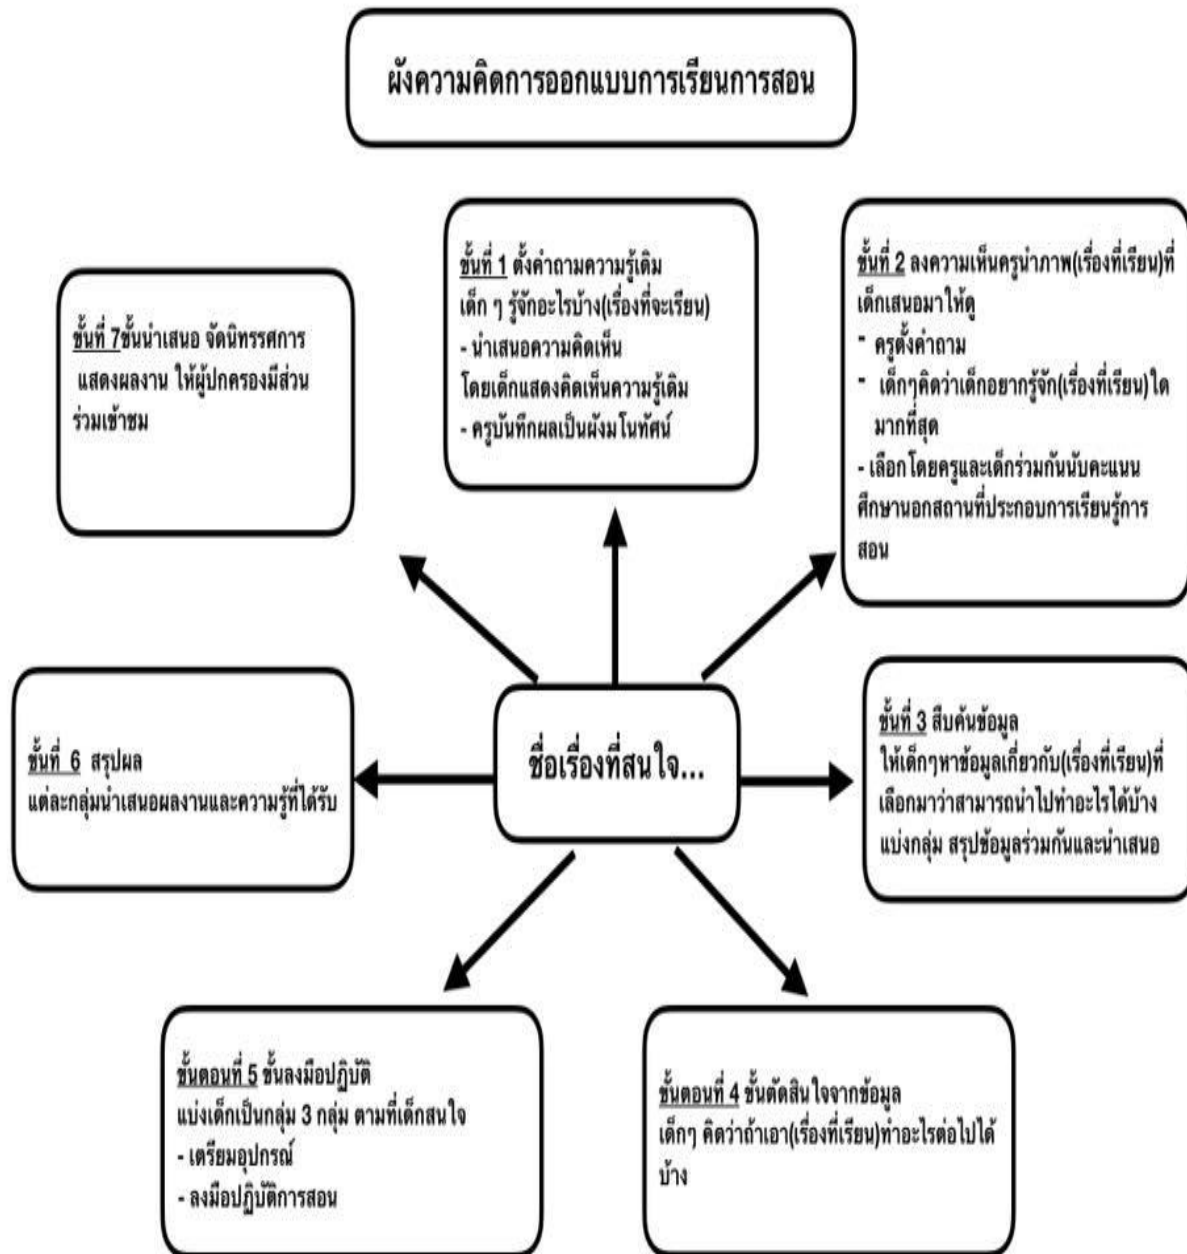 ผังความคิดการออกแบบการเรียนการสอน
ขั้นที่ 1 ตั้งคำถามความรู้เดิม
เด็ก ๆ รู้จักอะไรบ้าง(เรื่องที่จะเรียน)
- นำเสนอความคิดเห็น
โดยเด็กแสดงคิดเห็นความรู้เดิม
- ครูบันทึกผลเป็นผังมโนทัศน์
ขั้นที่ 2 ลงความเห็นครูนำภาพ(เรื่องที่เรียน)ที่
เด็กเสนอมาให้ดู
- ครูตั้งคำถาม
- เด็กๆคิดว่าเด็กอยากรู้จัก(เรื่องที่เรียน)ใด
มากที่สุด
- เลือกโดยครูและเด็กร่วมกันนับคะแนน
ศึกษานอกสถานที่ประกอบการเรียนรู้การ
สอน
ขั้นที่ 3 สืบค้นข้อมูล
ให้เด็กๆหาข้อมูลเกี่ยวกับ(เรื่องที่เรียน)ที่
เลือกมาว่าสามารถนำไปทำอะไรได้บ้าง
แบ่งกลุ่ม สรุปข้อมูลร่วมกันและนำเสนอ
ขั้นตอนที่ 4 ขั้นตัดสินใจจากข้อมูล
เด็กๆ คิดว่าถ้าเอา(เรื่องที่เรียน)ทำอะไรต่อไปได้
บ้าง
ขั้นตอนที่ 5 ขั้นลงมือปฏิบัติ
แบ่งเด็กเป็นกลุ่ม 3 กลุ่ม ตามที่เด็กสนใจ
- เตรียมอุปกรณ์
- ลงมือปฏิบัติการสอน
ขั้นที่ 6 สรุปผล
แต่ละกลุ่มนำเสนอผลงานและความรู้ที่ได้รับ
ขั้นที่ 7ขั้นนำเสนอ จัดนิทรรศการ
แสดงผลงาน ให้ผู้ปกครองมีส่วน
ร่วมเข้าชม
ชื่อเรื่องที่สนใจ...